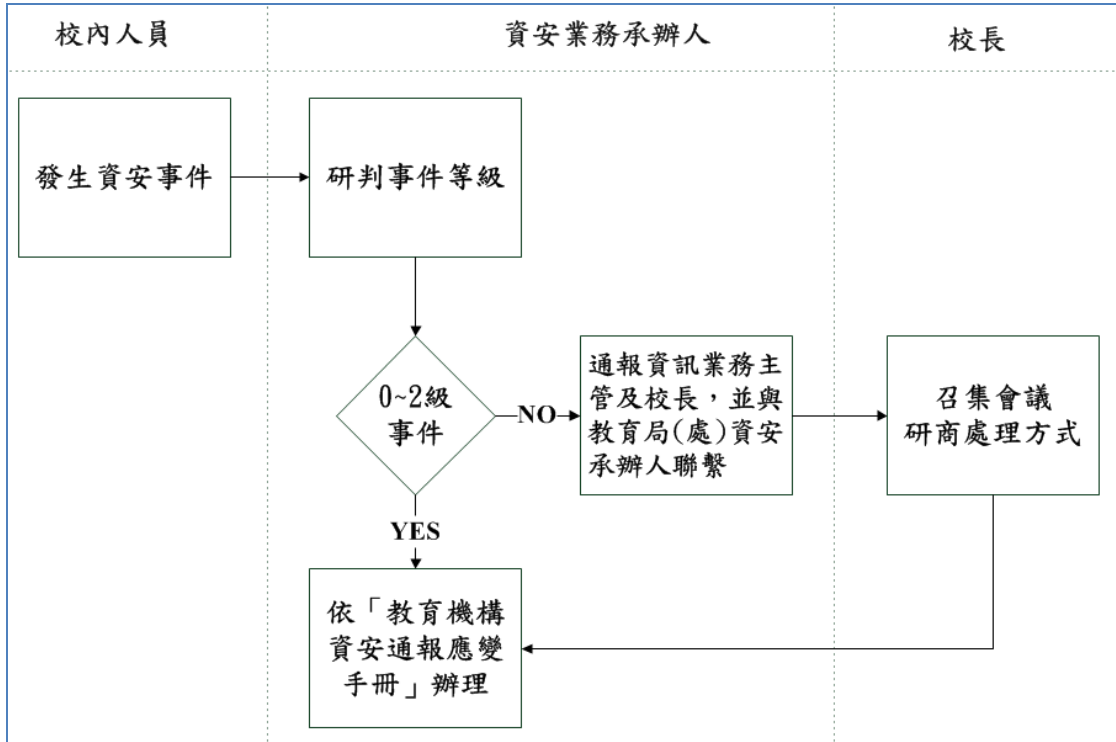 校內人員
資安業務承辦人
校長
發生資安事件
研判事件等級
0~2級
事件
NO
通報資訊業務主
管及校長，並與
教育局(處)資安
承辦人聯繫
召集會議
研商處理方式
YES
依「教育機構
資安通報應變
手冊」辦理